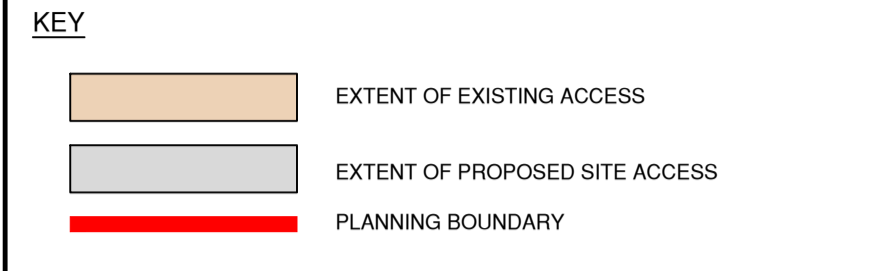 KEY
EXTENT OF EXISTING ACCESS
EXTENT OF PROPOSED SITE ACCESS
PLANNING BOUNDARY